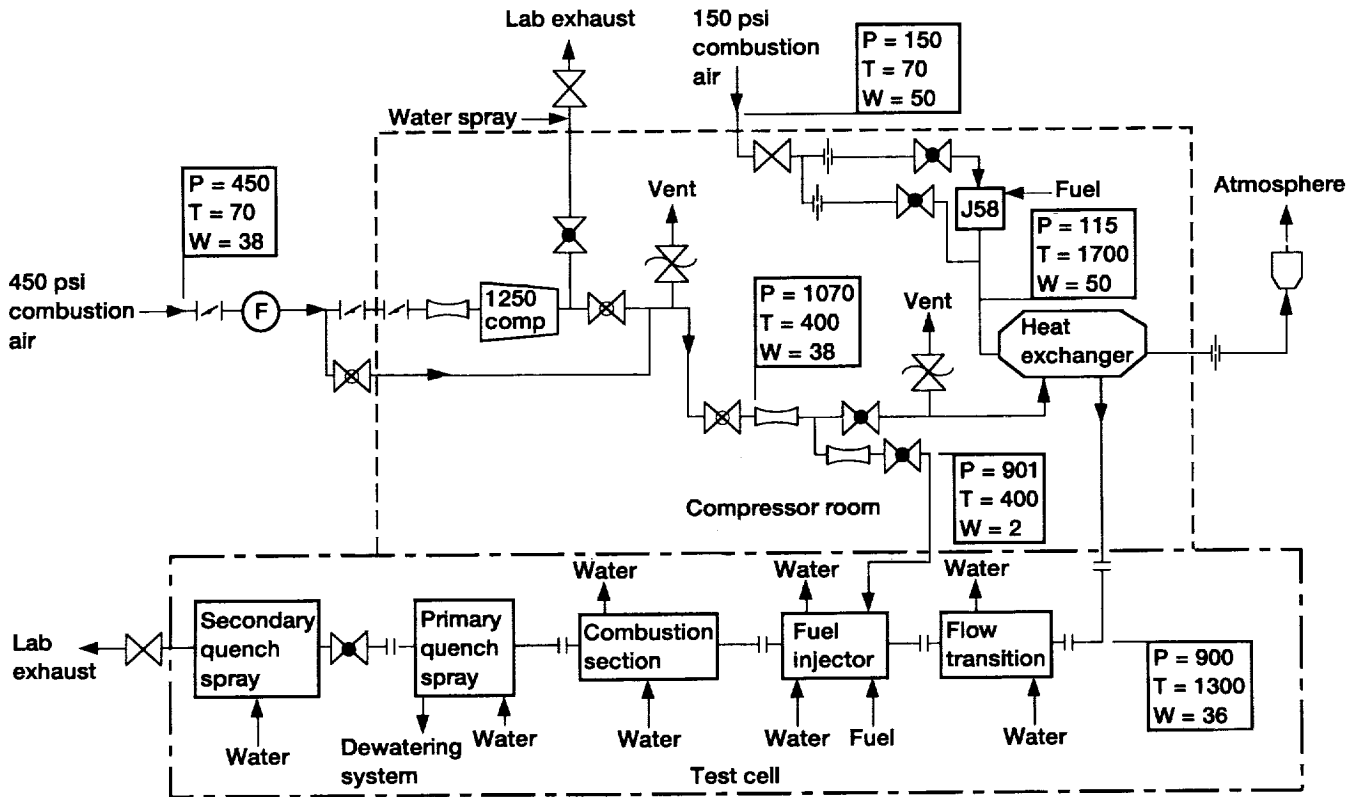 Lab exhaust
150 psi
combustion
air
P = 150
T = 70
W = 50
Water spray
P = 450
T = 70
W = 38
Vent
J58
Fuel
Atmosphere
P = 115
T = 1700
W = 50
450 psi
combustion
air
F
1250
comp
P = 1070
T = 400
W = 38
Vent
Heat
exchanger
P = 901
T = 400
W = 2
Compressor room
Water
Water
Water
Lab
exhaust
Secondary
quench
spray
Primary
quench
spray
Combustion
section
Fuel
injector
Flow
transition
P = 900
T = 1300
W = 36
Water
Dewatering
system
Water
Water
Water
Fuel
Water
Test cell